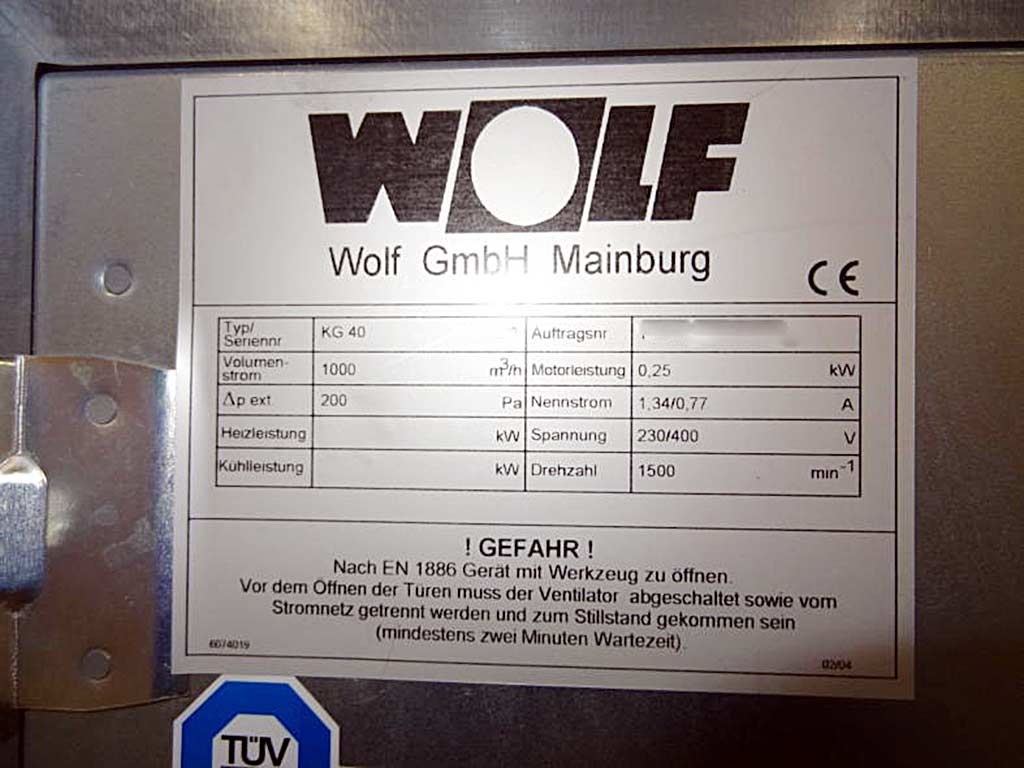 WOLF
Wolf GmbH Mainburg
CE
Typ/ Seriennr KG 40 Auftragsnr
Volumen- strom 1000 m³/h Motorleistung 0,25 kW
Δp ext. 200 Pa Nennstrom 1,34/0,77 A
Heizleistung kW Spannung 230/400 V
Kühlleistung kW Drehzahl 1500 min⁻¹
! GEFAHR !
Nach EN 1886 Gerät mit Werkzeug zu öffnen.
Vor dem Öffnen der Türen muss der Ventilator abgeschaltet sowie vom
Stromnetz getrennt werden und zum Stillstand gekommen sein
(mindestens zwei Minuten Wartezeit).
6074019 02/04
TÜV